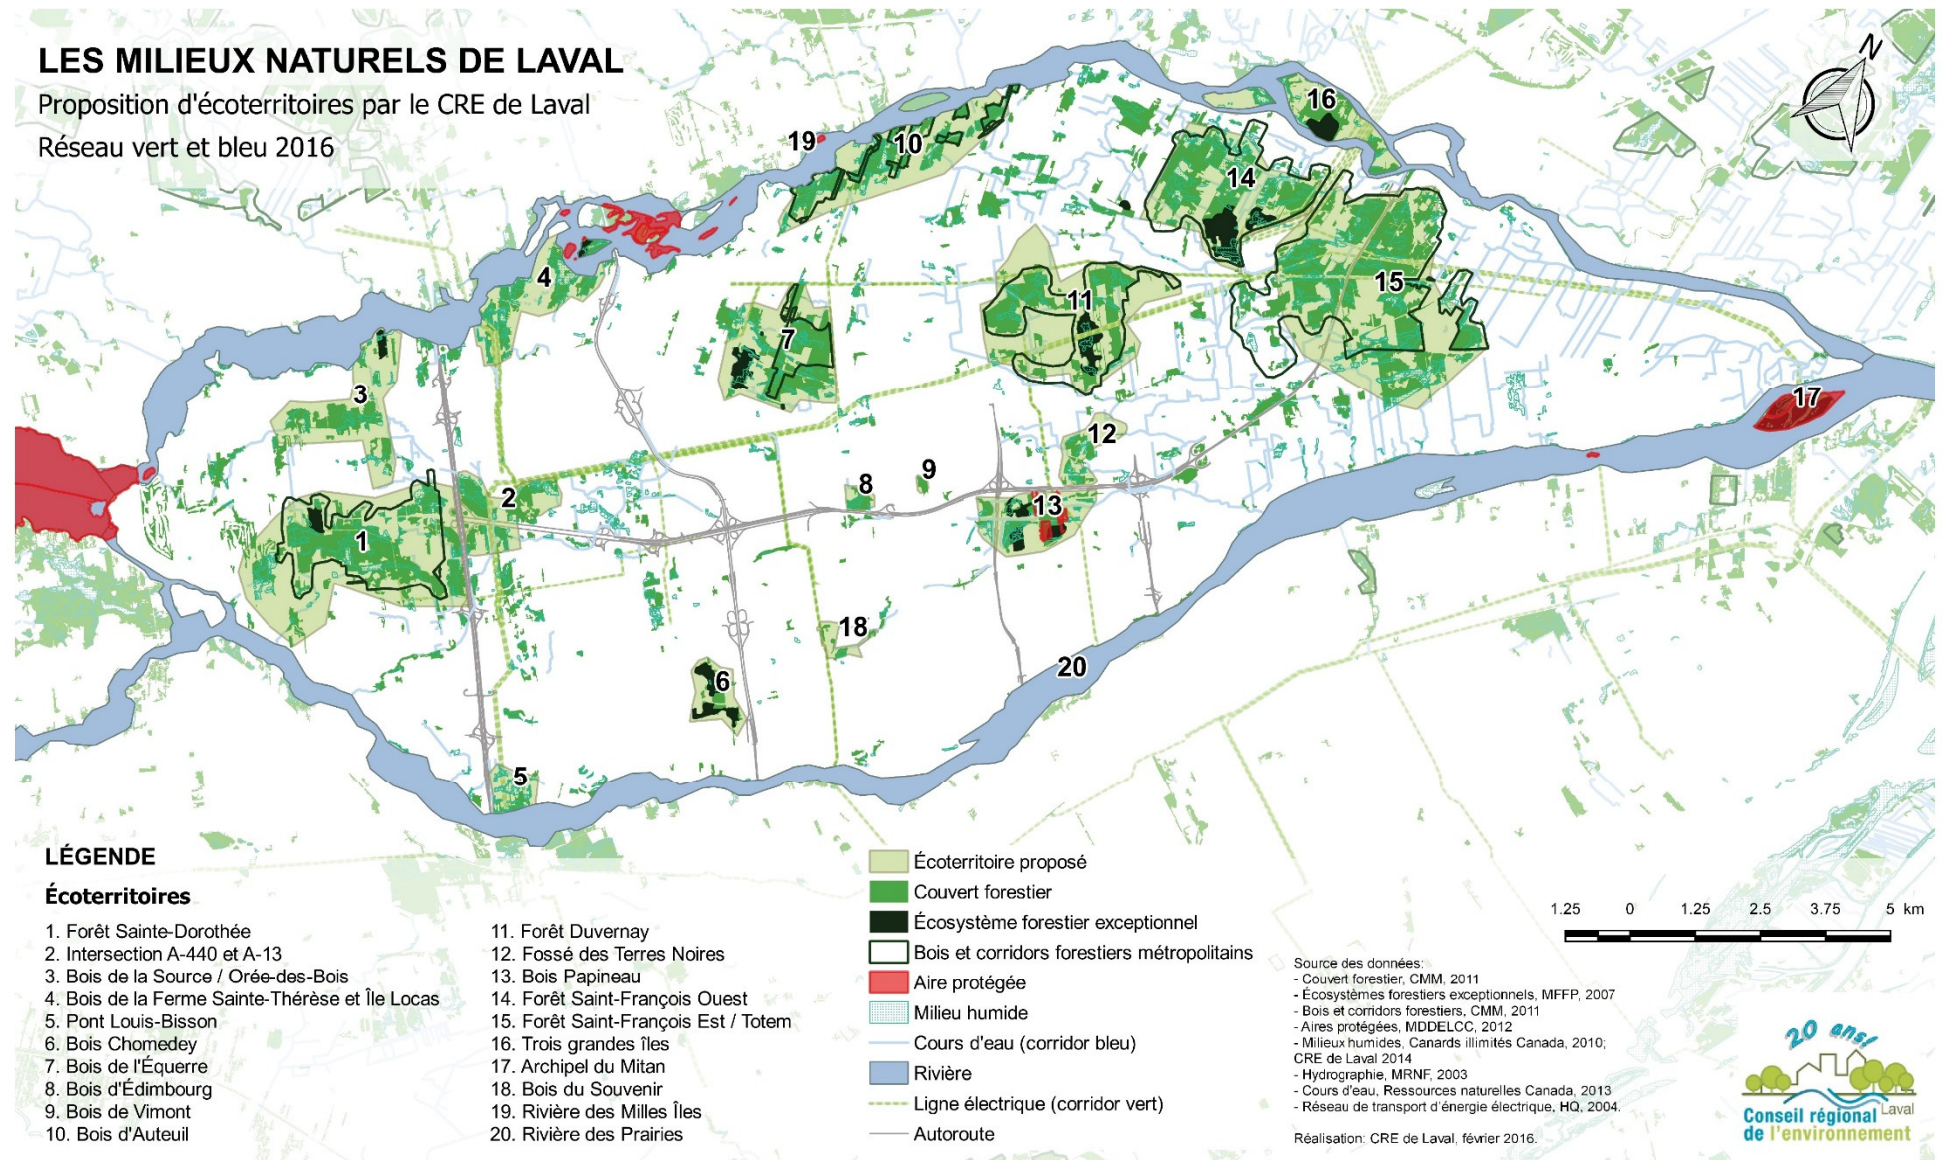 LES MILIEUX NATURELS DE LAVAL
Proposition d'écoterritoires par le CRE de Laval
Réseau vert et bleu 2016
N
16
19
10
14
4
15
11
7
3
17
12
2
8
9
13
1
18
6
20
5
LÉGENDE
Écoterritoires
1. Forêt Sainte-Dorothée
2. Intersection A-440 et A-13
3. Bois de la Source / Orée-des-Bois
4. Bois de la Ferme Sainte-Thérèse et Île Locas
5. Pont Louis-Bisson
6. Bois Chomedey
7. Bois de l'Équerre
8. Bois d'Édimbourg
9. Bois de Vimont
10. Bois d'Auteuil
11. Forêt Duvernay
12. Fossé des Terres Noires
13. Bois Papineau
14. Forêt Saint-François Ouest
15. Forêt Saint-François Est / Totem
16. Trois grandes îles
17. Archipel du Mitan
18. Bois du Souvenir
19. Rivière des Milles Îles
20. Rivière des Prairies
Écoterritoire proposé
Couvert forestier
Écosystème forestier exceptionnel
Bois et corridors forestiers métropolitains
Aire protégée
Milieu humide
Cours d'eau (corridor bleu)
Rivière
Ligne électrique (corridor vert)
Autoroute
1.25 0 1.25 2.5 3.75 5 km
Source des données:
- Couvert forestier, CMM, 2011
- Écosystèmes forestiers exceptionnels, MFFP, 2007
- Bois et corridors forestiers, CMM, 2011
- Aires protégées, MDDELCC, 2012
- Milieux humides, Canards illimités Canada, 2010;
CRE de Laval 2014
- Hydrographie, MRNF, 2003
- Cours d'eau, Ressources naturelles Canada, 2013
- Réseau de transport d'énergie électrique, HQ, 2004.
Réalisation: CRE de Laval, février 2016.
20 ans!
Conseil régional Laval
de l'environnement